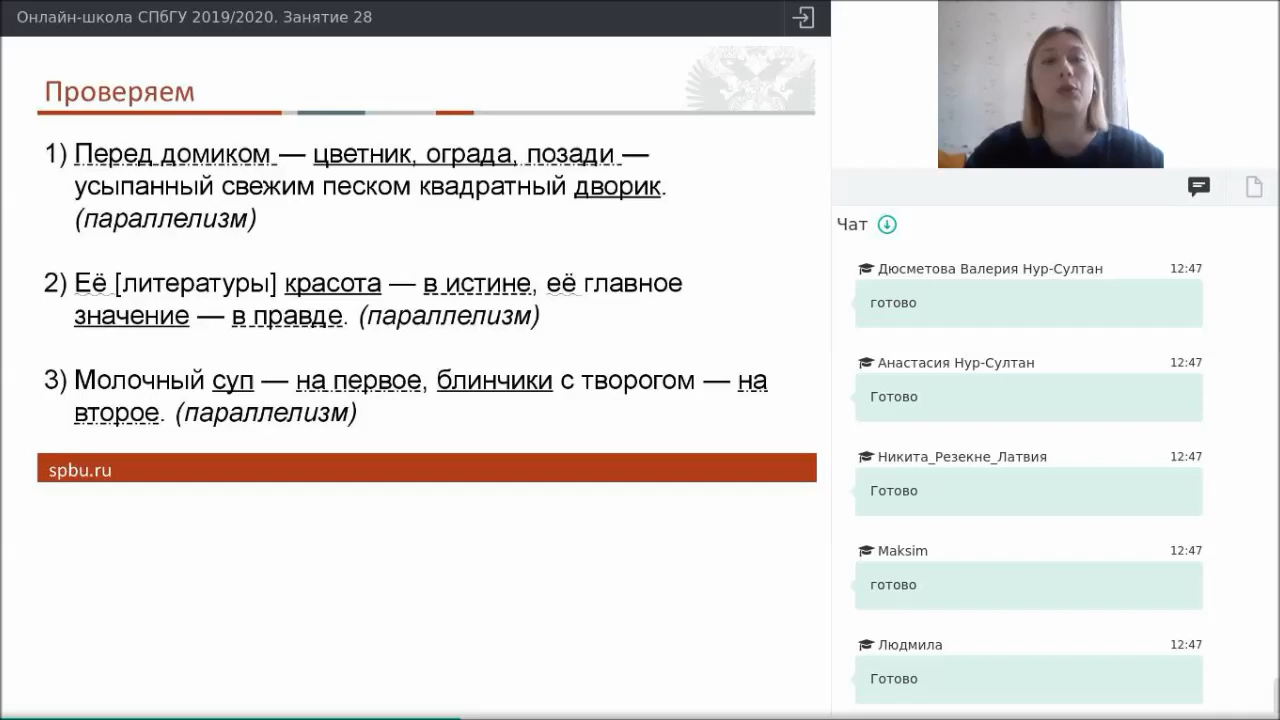 Онлайн-школа СПбГУ 2019/2020. Занятие 28
Проверяем
1) Перед домиком — цветник, ограда, позади —
усыпанный свежим песком квадратный дворик.
(параллелизм)
2) Её [литературы] красота — в истине, её главное
значение — в правде. (параллелизм)
3) Молочный суп — на первое, блинчики с творогом — на
второе. (параллелизм)
spbu.ru
Чат
Дюсметова Валерия Нур-Султан 12:47
готово
Анастасия Нур-Султан 12:47
Готово
Никита_Резекне_Латвия 12:47
Готово
Maksim 12:47
готово
Людмила 12:47
Готово